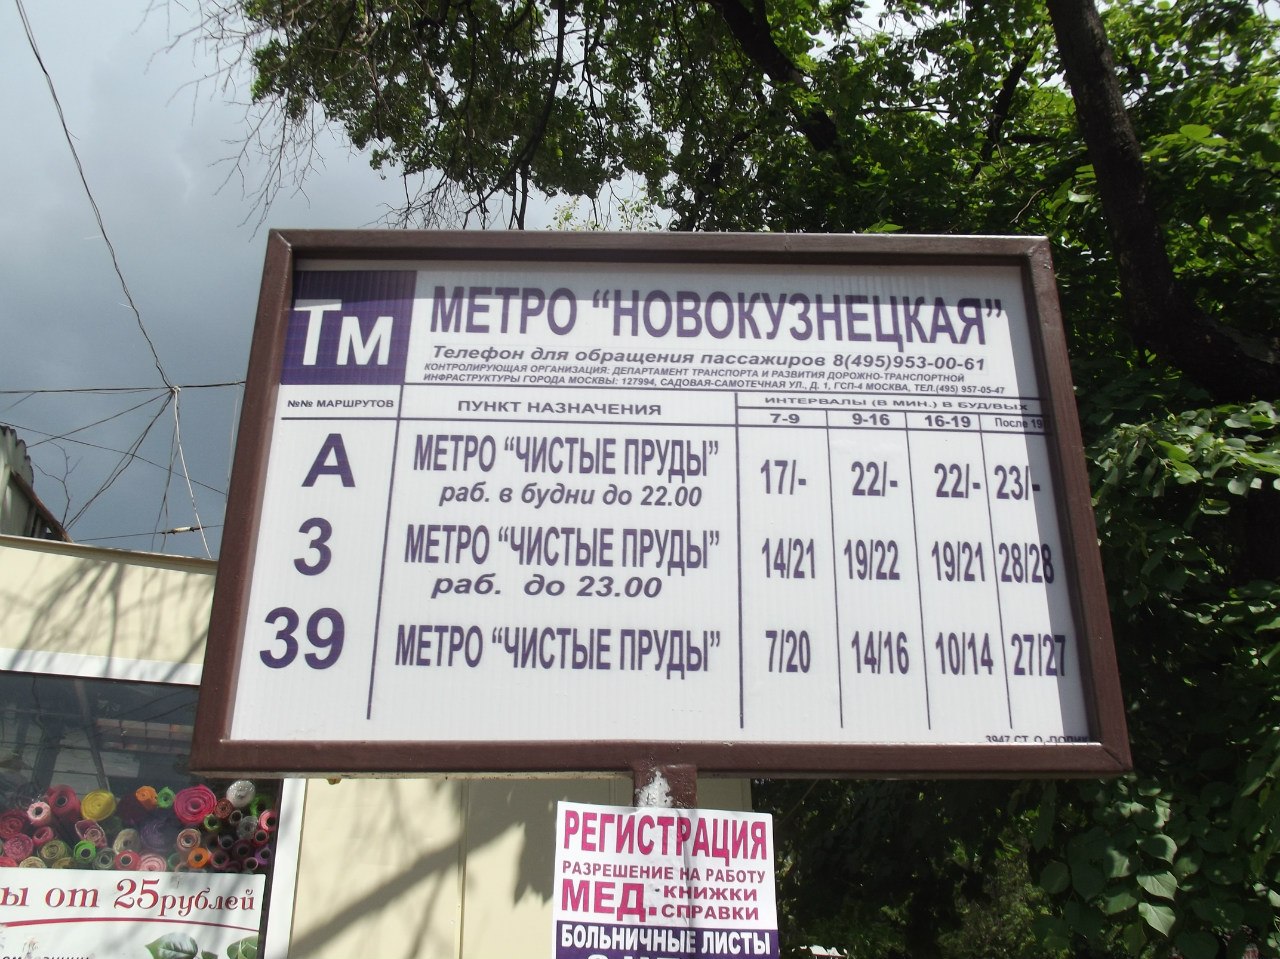 Тм
МЕТРО “НОВОКУЗНЕЦКАЯ”
Телефон для обращения пассажиров 8(495)953-00-61
КОНТРОЛИРУЮЩАЯ ОРГАНИЗАЦИЯ: ДЕПАРТАМЕНТ ТРАНСПОРТА И РАЗВИТИЯ ДОРОЖНО-ТРАНСПОРТНОЙ
ИНФРАСТРУКТУРЫ ГОРОДА МОСКВЫ: 127994, САДОВАЯ-САМОТЕЧНАЯ УЛ., Д. 1, ГСП-4 МОСКВА, ТЕЛ.(495) 957-05-47
№№ МАРШРУТОВ ПУНКТ НАЗНАЧЕНИЯ ИНТЕРВАЛЫ (В МИН.) В БУД/ВЫХ
7-9 9-16 16-19 После 19
А МЕТРО “ЧИСТЫЕ ПРУДЫ” 17/- 22/- 22/- 23/-
раб. в будни до 22.00
3 МЕТРО “ЧИСТЫЕ ПРУДЫ” 14/21 19/22 19/21 28/28
раб. до 23.00
39 МЕТРО “ЧИСТЫЕ ПРУДЫ” 7/20 14/16 10/14 27/27
3947 СТ. О.
РЕГИСТРАЦИЯ
РАЗРЕШЕНИЕ НА РАБОТУ
МЕД. КНИЖКИ
СПРАВКИ
БОЛЬНИЧНЫЕ ЛИСТЫ
ы от 25рублей